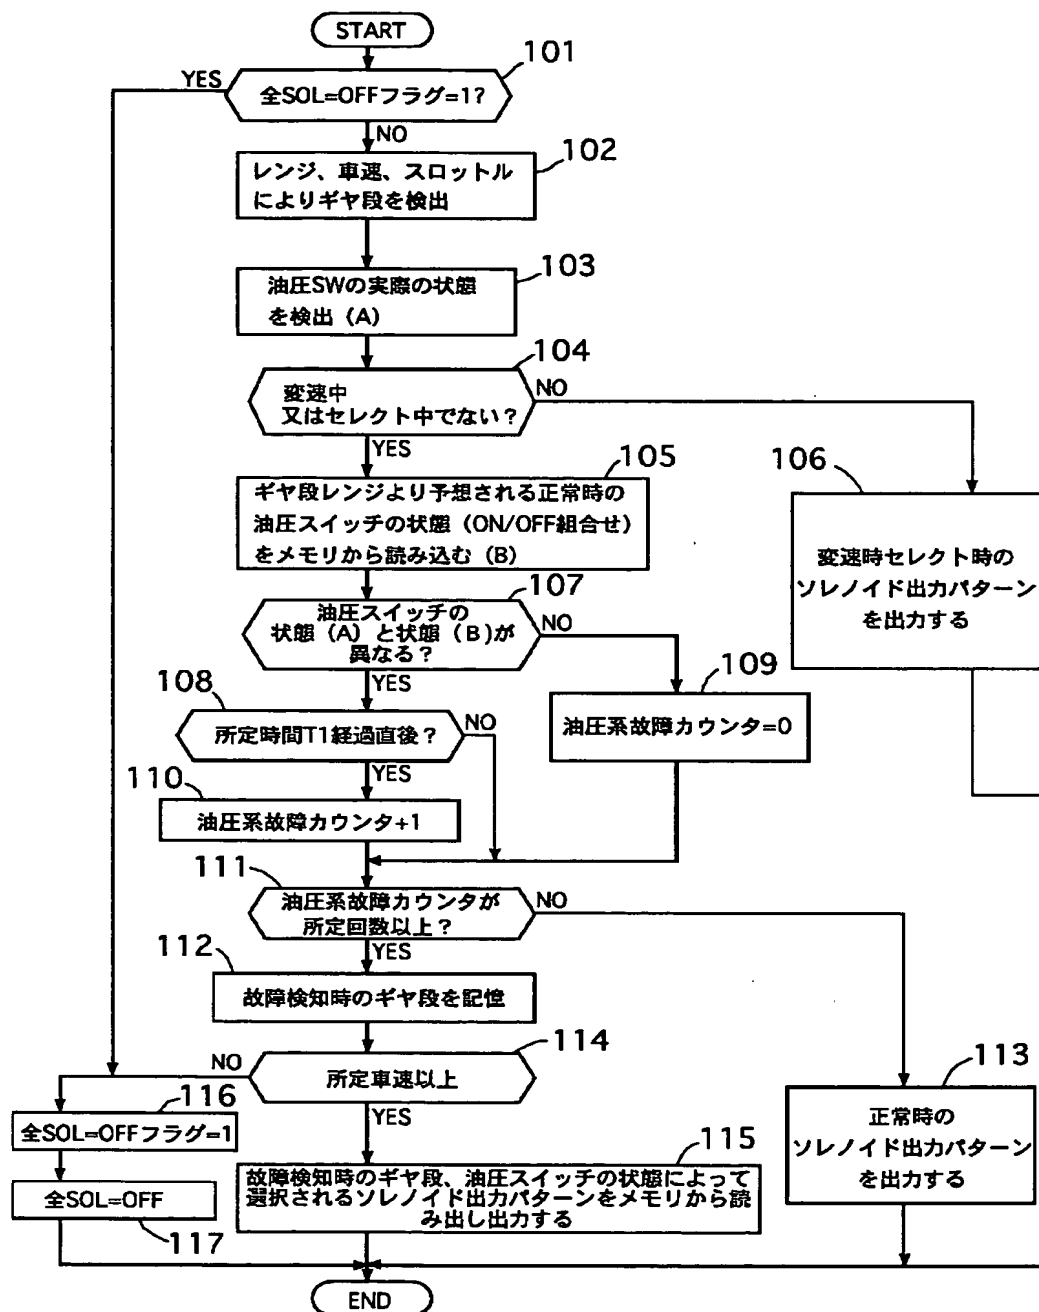 START
101
YES
全SOL=OFFフラグ=1?
NO
102
レンジ、車速、スロットル
によりギヤ段を検出
103
油圧SWの実際の状態
を検出（A）
104
変速中
又はセレクト中でない？
NO
YES
105
ギヤ段レンジより予想される正常時の
油圧スイッチの状態（ON/OFF組合せ）
をメモリから読み込む（B）
106
変速時セレクト時の
ソレノイド出力パターン
を出力する
107
油圧スイッチの
状態（A）と状態（B)が
異なる？
NO
YES
108
所定時間T1経過直後？
NO
YES
109
油圧系故障カウンタ=0
110
油圧系故障カウンタ+1
111
油圧系故障カウンタが
所定回数以上？
NO
YES
112
故障検知時のギヤ段を記憶
114
NO
所定車速以上
YES
113
正常時の
ソレノイド出力パターン
を出力する
116
全SOL=OFFフラグ=1
115
故障検知時のギヤ段、油圧スイッチの状態によって
選択されるソレノイド出力パターンをメモリから読
み出し出力する
全SOL=OFF
117
END